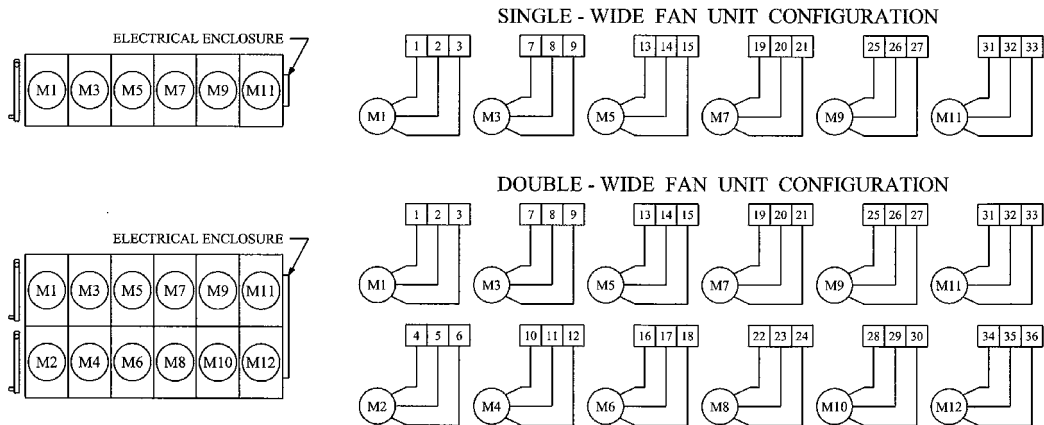 SINGLE - WIDE FAN UNIT CONFIGURATION
ELECTRICAL ENCLOSURE
M1 M3 M5 M7 M9 M11
1 2 3 7 8 9 13 14 15 19 20 21 25 26 27 31 32 33
M1 M3 M5 M7 M9 M11
DOUBLE - WIDE FAN UNIT CONFIGURATION
ELECTRICAL ENCLOSURE
M1 M3 M5 M7 M9 M11
M2 M4 M6 M8 M10 M12
1 2 3 7 8 9 13 14 15 19 20 21 25 26 27 31 32 33
M1 M3 M5 M7 M9 M11
4 5 6 10 11 12 16 17 18 22 23 24 28 29 30 34 35 36
M2 M4 M6 M8 M10 M12